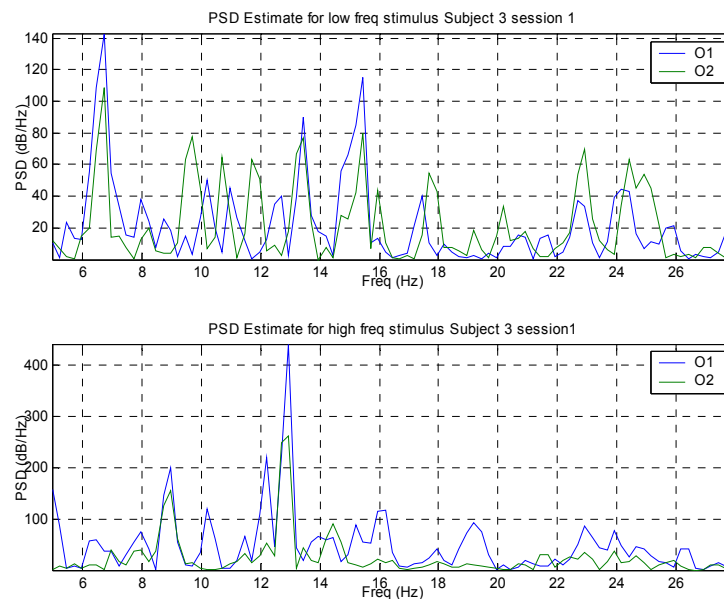 PSD Estimate for low freq stimulus Subject 3 session 1
PSD (dB/Hz)
140
120
100
80
60
40
20
O1
O2
6 8 10 12 14 16 18 20 22 24 26
Freq (Hz)
PSD Estimate for high freq stimulus Subject 3 session1
PSD (dB/Hz)
400
300
200
100
O1
O2
6 8 10 12 14 16 18 20 22 24 26
Freq (Hz)